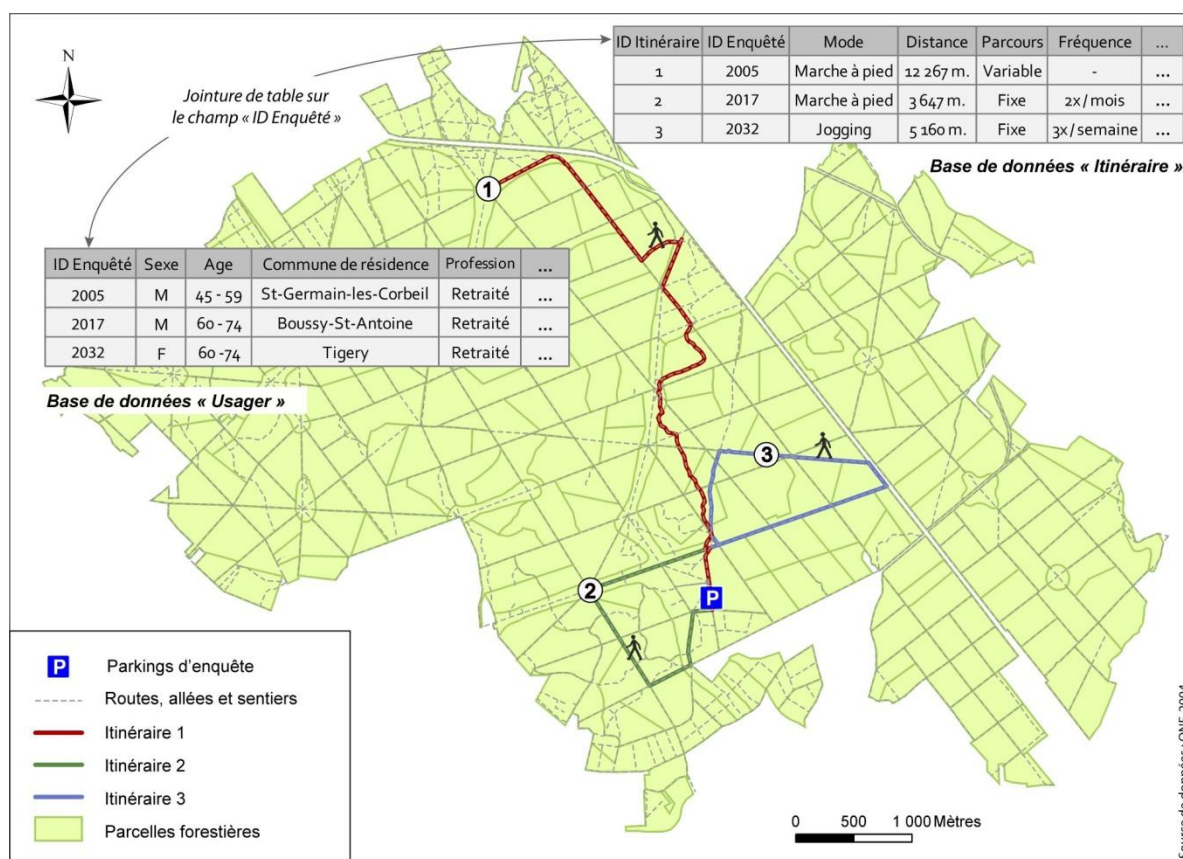 N
Jointure de table sur
le champ « ID Enquêté »
ID Itinéraire ID Enquêté Mode Distance Parcours Fréquence ...
1 2005 Marche à pied 12 267 m. Variable - ...
2 2017 Marche à pied 3 647 m. Fixe 2x/mois ...
3 2032 Jogging 5 160 m. Fixe 3x/semaine ...
Base de données « Itinéraire »
1
ID Enquêté Sexe Age Commune de résidence Profession ...
2005 M 45 - 59 St-Germain-les-Corbeil Retraité ...
2017 M 60 - 74 Boussy-St-Antoine Retraité ...
2032 F 60 -74 Tigery Retraité ...
Base de données « Usager »
3
2
P
P Parkings d'enquête
Routes, allées et sentiers
Itinéraire 1
Itinéraire 2
Itinéraire 3
Parcelles forestières
0 500 1 000 Mètres
Source de données : ONF, 2004